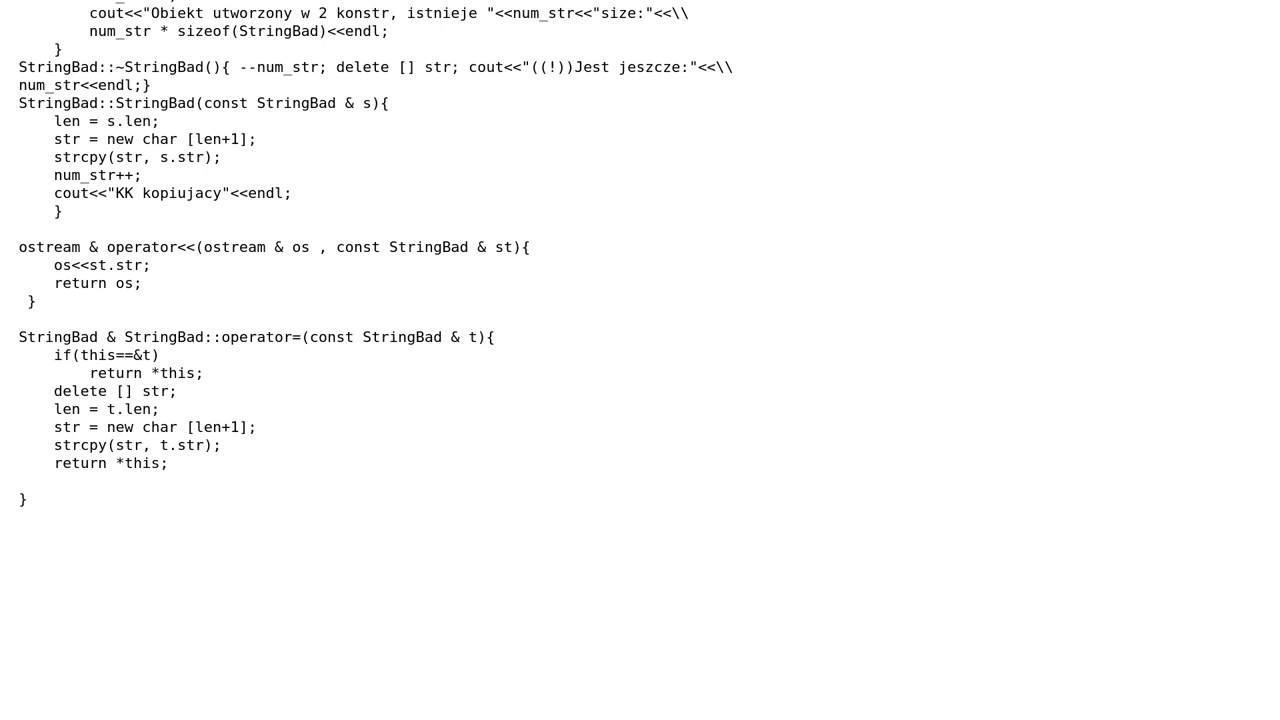 cout<<"Obiekt utworzony w 2 konstr, istnieje "<<num_str<<"size:"<<\\
num_str * sizeof(StringBad)<<endl;
}
StringBad::~StringBad(){ --num_str; delete [] str; cout<<"((!))Jest jeszcze:"<<\\
num_str<<endl;}
StringBad::StringBad(const StringBad & s){
len = s.len;
str = new char [len+1];
strcpy(str, s.str);
num_str++;
cout<<"KK kopiujacy"<<endl;
}
ostream & operator<<(ostream & os , const StringBad & st){
os<<st.str;
return os;
}
StringBad & StringBad::operator=(const StringBad & t){
if(this==&t)
return *this;
delete [] str;
len = t.len;
str = new char [len+1];
strcpy(str, t.str);
return *this;
}